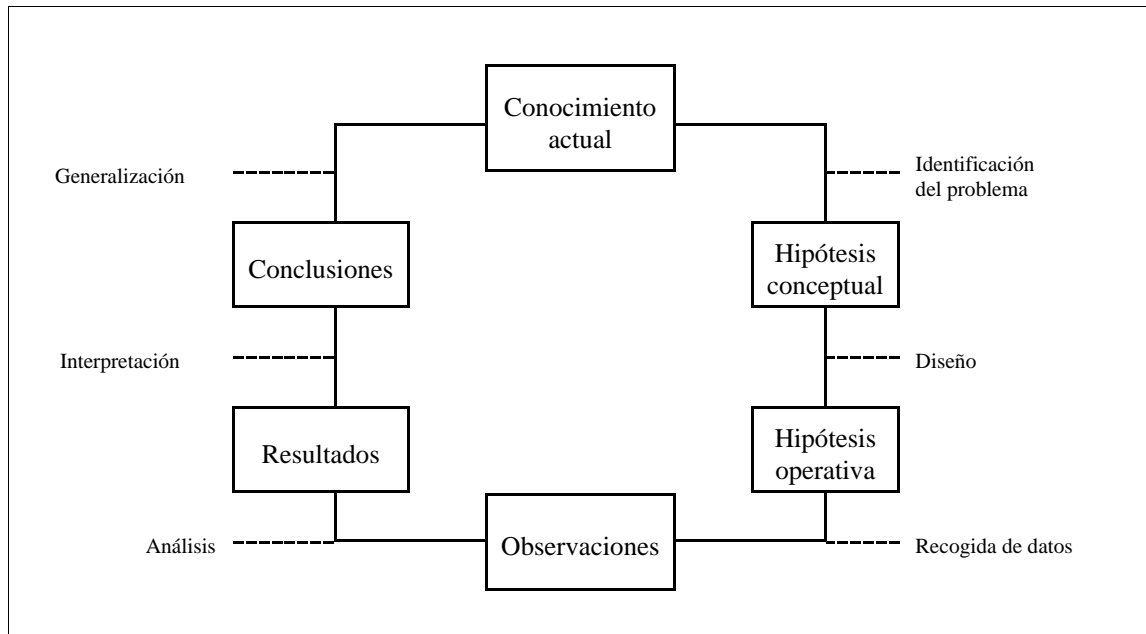 Conocimiento
actual
Generalización
Identificación
del problema
Conclusiones
Hipótesis
conceptual
Interpretación
Diseño
Resultados
Hipótesis
operativa
Análisis
Observaciones
Recogida de datos